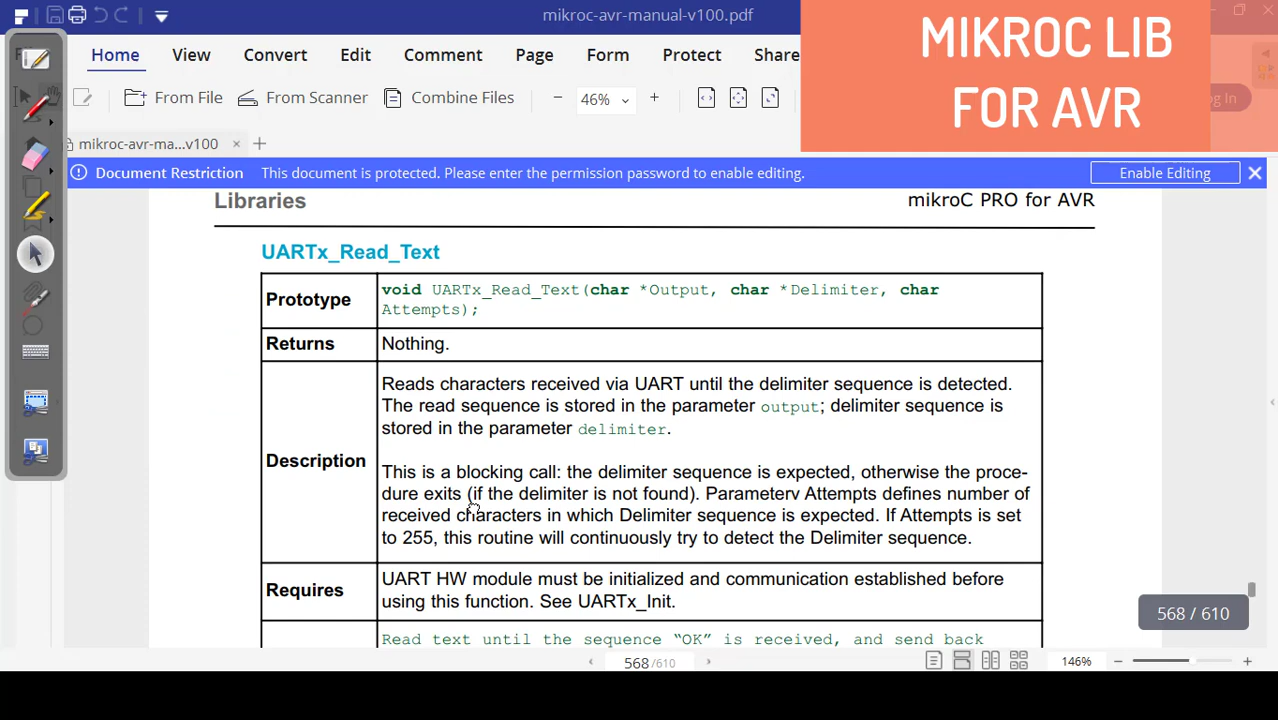 mikroc-avr-manual-v100.pdf
MIKROC LIB
FOR AVR
Home View Convert Edit Comment Page Form Protect Share
From File From Scanner Combine Files 46%
mikroc-avr-ma...v100
Document Restriction This document is protected. Please enter the permission password to enable editing. Enable Editing
Libraries mikroC PRO for AVR
UARTx_Read_Text
Prototype void UARTx_Read_Text(char *Output, char *Delimiter, char
Attempts);
Returns Nothing.
Reads characters received via UART until the delimiter sequence is detected.
The read sequence is stored in the parameter output; delimiter sequence is
stored in the parameter delimiter.
Description
This is a blocking call: the delimiter sequence is expected, otherwise the proce-
dure exits (if the delimiter is not found). Parameterv Attempts defines number of
received characters in which Delimiter sequence is expected. If Attempts is set
to 255, this routine will continuously try to detect the Delimiter sequence.
Requires
UART HW module must be initialized and communication established before
using this function. See UARTx_Init.
Read text until the sequence “OK” is received, and send back
568 / 610
568 /610
146%